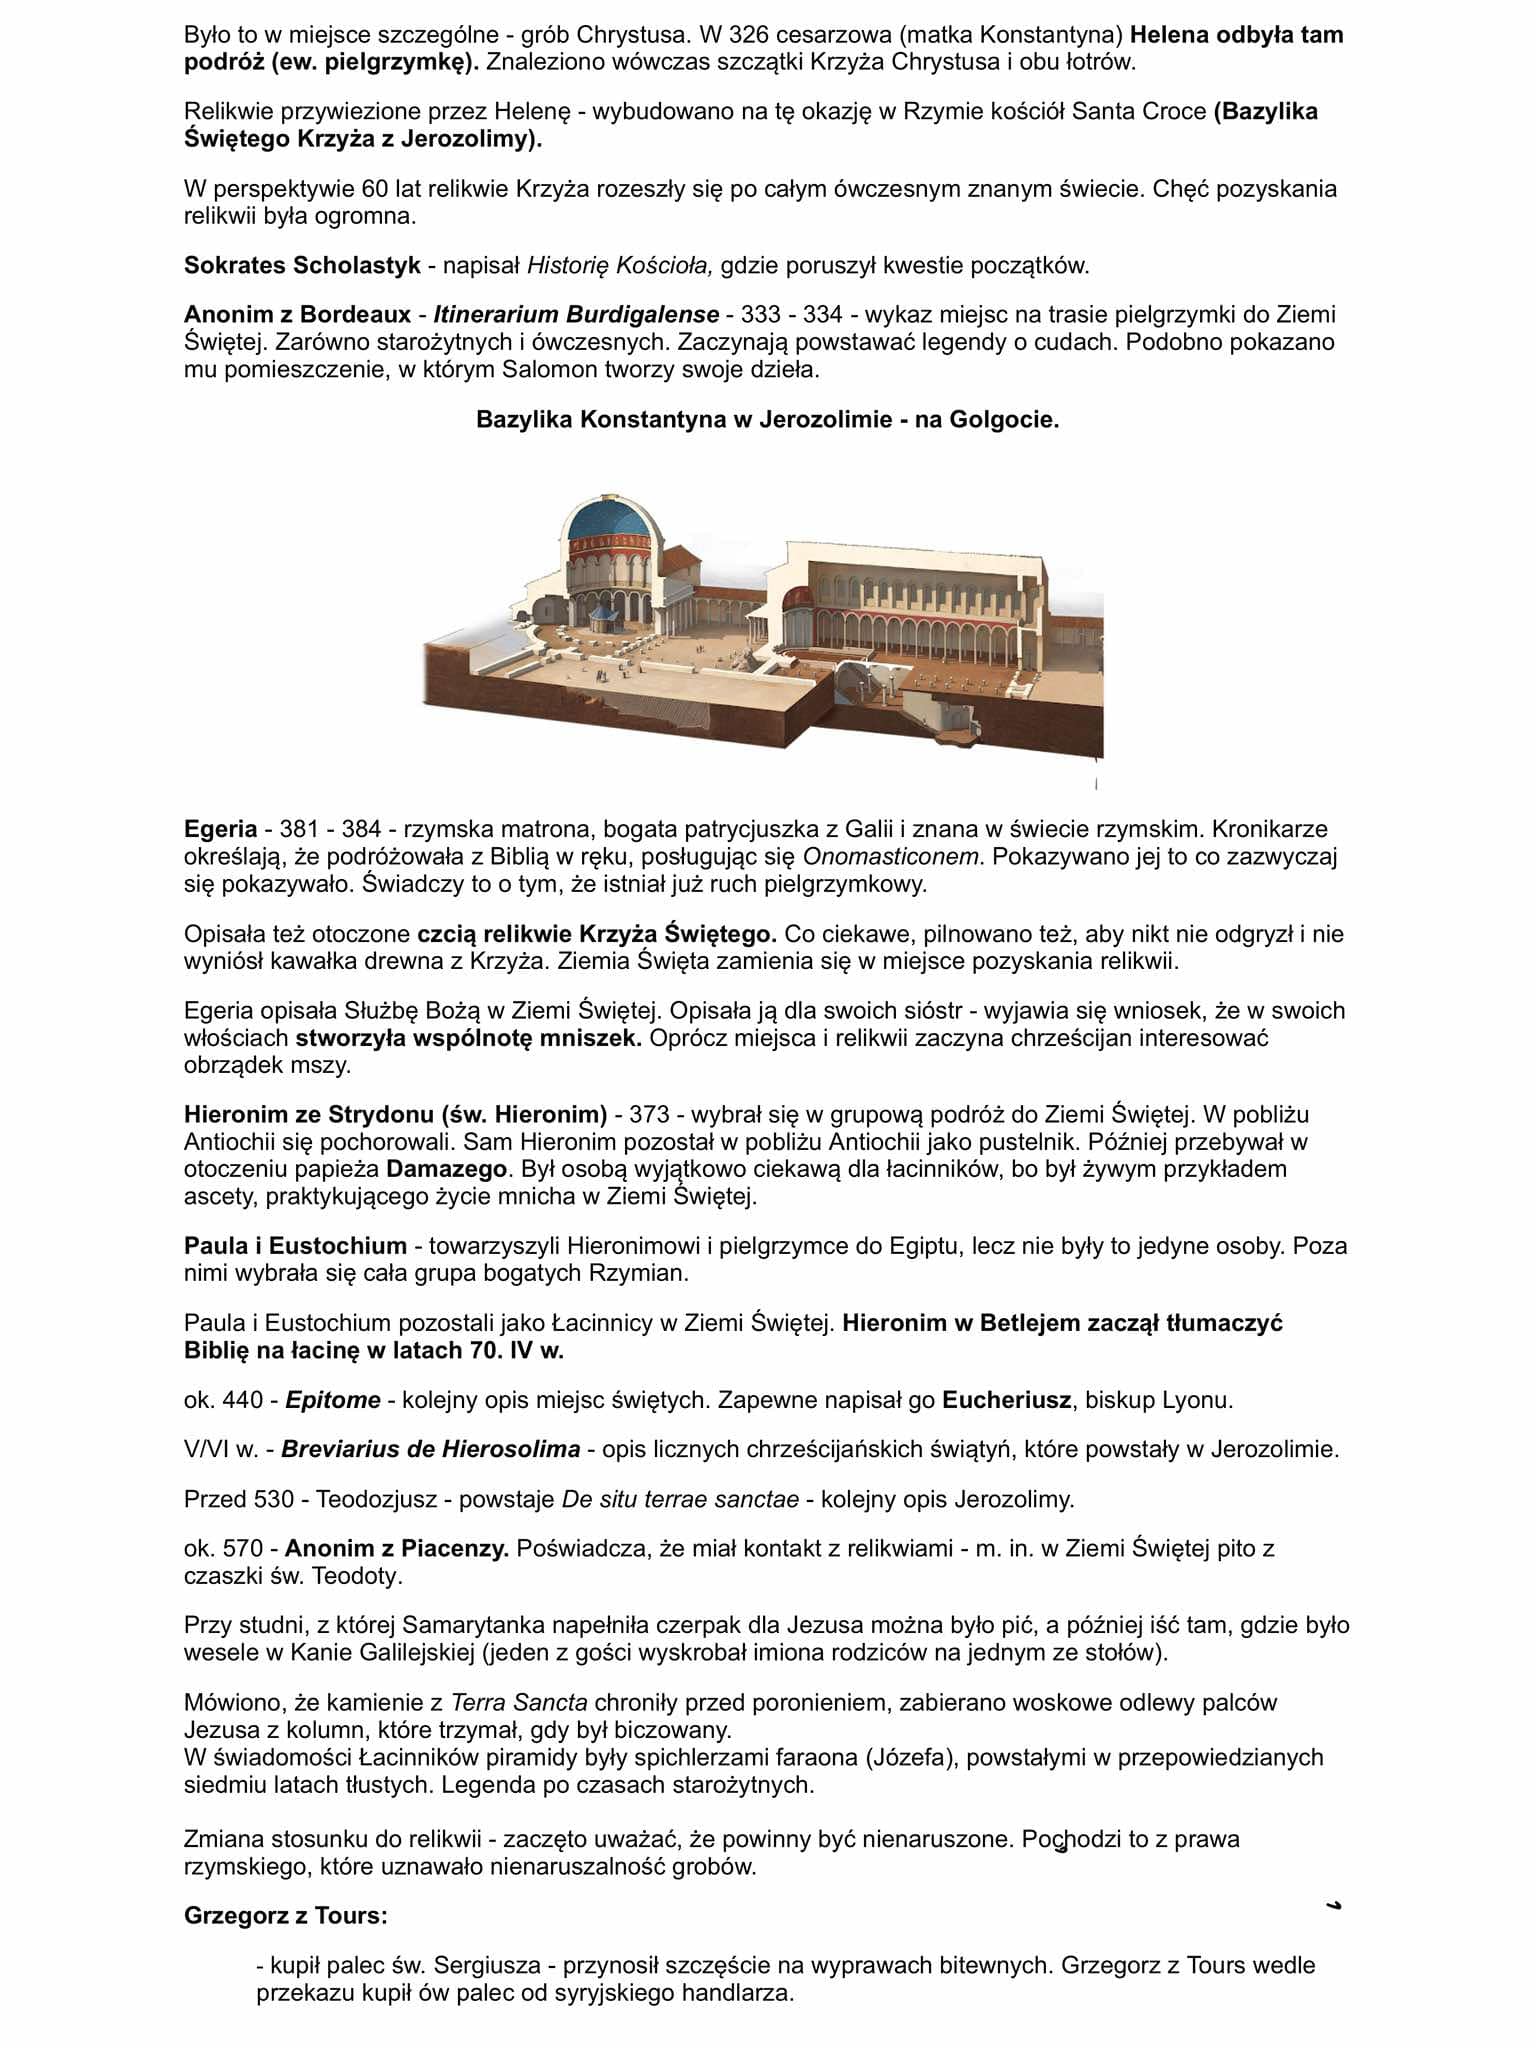 Było to w miejsce szczególne - grób Chrystusa. W 326 cesarzowa (matka Konstantyna) Helena odbyła tam
podróż (ew. pielgrzymkę). Znaleziono wówczas szczątki Krzyża Chrystusa i obu łotrów.
Relikwie przywiezione przez Helenę - wybudowano na tę okazję w Rzymie kościół Santa Croce (Bazylika
Świętego Krzyża z Jerozolimy).
W perspektywie 60 lat relikwie Krzyża rozeszły się po całym ówczesnym znanym świecie. Chęć pozyskania
relikwii była ogromna.
Sokrates Scholastyk - napisał Historię Kościoła, gdzie poruszył kwestie początków.
Anonim z Bordeaux - Itinerarium Burdigalense - 333 - 334 - wykaz miejsc na trasie pielgrzymki do Ziemi
Świętej. Zarówno starożytnych i ówczesnych. Zaczynają powstawać legendy o cudach. Podobno pokazano
mu pomieszczenie, w którym Salomon tworzy swoje dzieła.
Bazylika Konstantyna w Jerozolimie - na Golgocie.
Egeria - 381 - 384 - rzymska matrona, bogata patrycjuszka z Galii i znana w świecie rzymskim. Kronikarze
określają, że podróżowała z Biblią w ręku, posługując się Onomasticonem. Pokazywano jej to co zazwyczaj
się pokazywało. Świadczy to o tym, że istniał już ruch pielgrzymkowy.
Opisała też otoczone czcią relikwie Krzyża Świętego. Co ciekawe, pilnowano też, aby nikt nie odgryzł i nie
wyniósł kawałka drewna z Krzyża. Ziemia Święta zamienia się w miejsce pozyskania relikwii.
Egeria opisała Służbę Bożą w Ziemi Świętej. Opisała ją dla swoich sióstr - wyjawia się wniosek, że w swoich
włościach stworzyła wspólnotę mniszek. Oprócz miejsca i relikwii zaczyna chrześcijan interesować
obrządek mszy.
Hieronim ze Strydonu (św. Hieronim) - 373 - wybrał się w grupową podróż do Ziemi Świętej. W pobliżu
Antiochii się pochorowali. Sam Hieronim pozostał w pobliżu Antiochii jako pustelnik. Później przebywał w
otoczeniu papieża Damazego. Był osobą wyjątkowo ciekawą dla łacinników, bo był żywym przykładem
ascety, praktykującego życie mnicha w Ziemi Świętej.
Paula i Eustochium - towarzyszyli Hieronimowi i pielgrzymce do Egiptu, lecz nie były to jedyne osoby. Poza
nimi wybrała się cała grupa bogatych Rzymian.
Paula i Eustochium pozostali jako Łacinnicy w Ziemi Świętej. Hieronim w Betlejem zaczął tłumaczyć
Biblię na łacinę w latach 70. IV w.
ok. 440 - Epitome - kolejny opis miejsc świętych. Zapewne napisał go Eucheriusz, biskup Lyonu.
V/VI w. - Breviarius de Hierosolima - opis licznych chrześcijańskich świątyń, które powstały w Jerozolimie.
Przed 530 - Teodozjusz - powstaje De situ terrae sanctae - kolejny opis Jerozolimy.
ok. 570 - Anonim z Piacenzy. Poświadcza, że miał kontakt z relikwiami - m. in. w Ziemi Świętej pito z
czaszki św. Teodoty.
Przy studni, z której Samarytanka napełniła czerpak dla Jezusa można było pić, a później iść tam, gdzie było
wesele w Kanie Galilejskiej (jeden z gości wyskrobał imiona rodziców na jednym ze stołów).
Mówiono, że kamienie z Terra Sancta chroniły przed poronieniem, zabierano woskowe odlewy palców
Jezusa z kolumn, które trzymał, gdy był biczowany.
W świadomości Łacinników piramidy były spichlerzami faraona (Józefa), powstałymi w przepowiedzianych
siedmiu latach tłustych. Legenda po czasach starożytnych.
Zmiana stosunku do relikwii - zaczęto uważać, że powinny być nienaruszone. Pochodzi to z prawa
rzymskiego, które uznawało nienaruszalność grobów.
Grzegorz z Tours:
- kupił palec św. Sergiusza - przynosił szczęście na wyprawach bitewnych. Grzegorz z Tours wedle
przekazu kupił ów palec od syryjskiego handlarza.